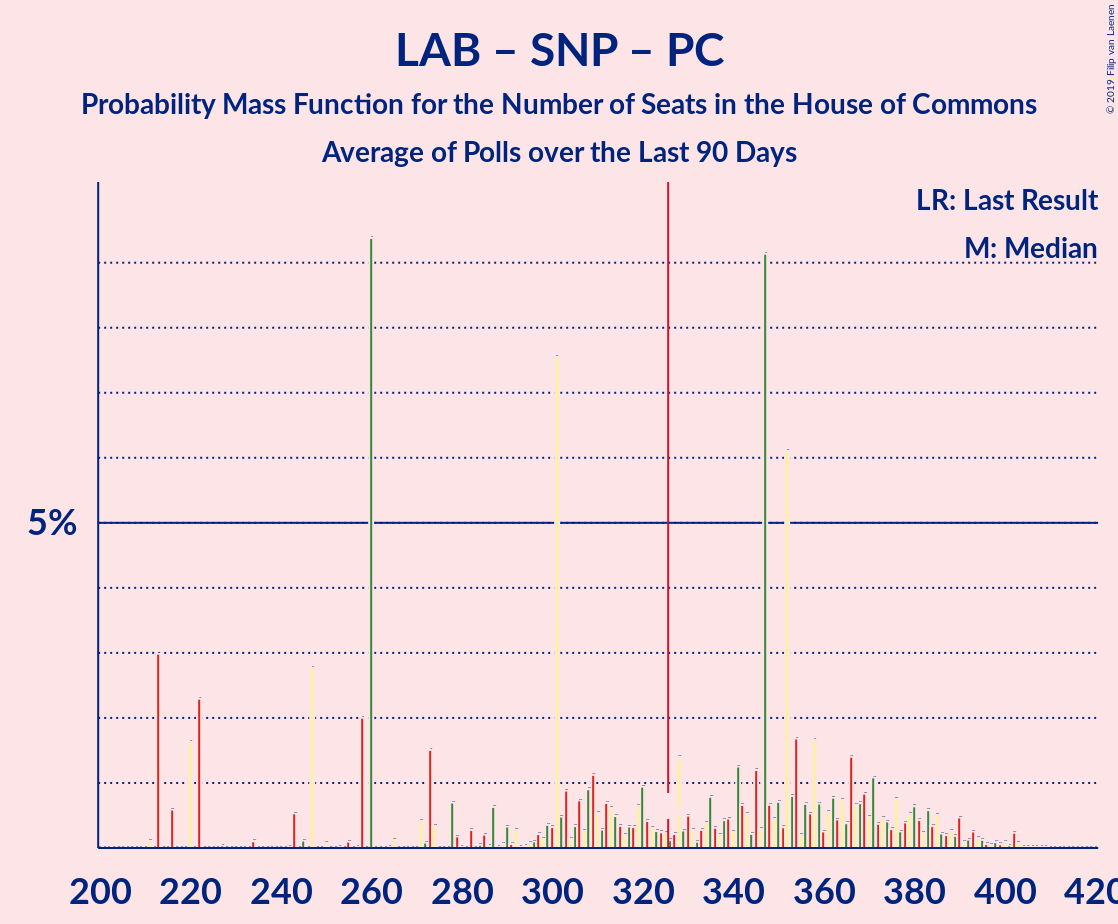 LAB – SNP – PC
Probability Mass Function for the Number of Seats in the House of Commons
Average of Polls over the Last 90 Days
© 2019 Filip van Laenen
LR: Last Result
M: Median
5%
200 220 240 260 280 300 320 340 360 380 400 420